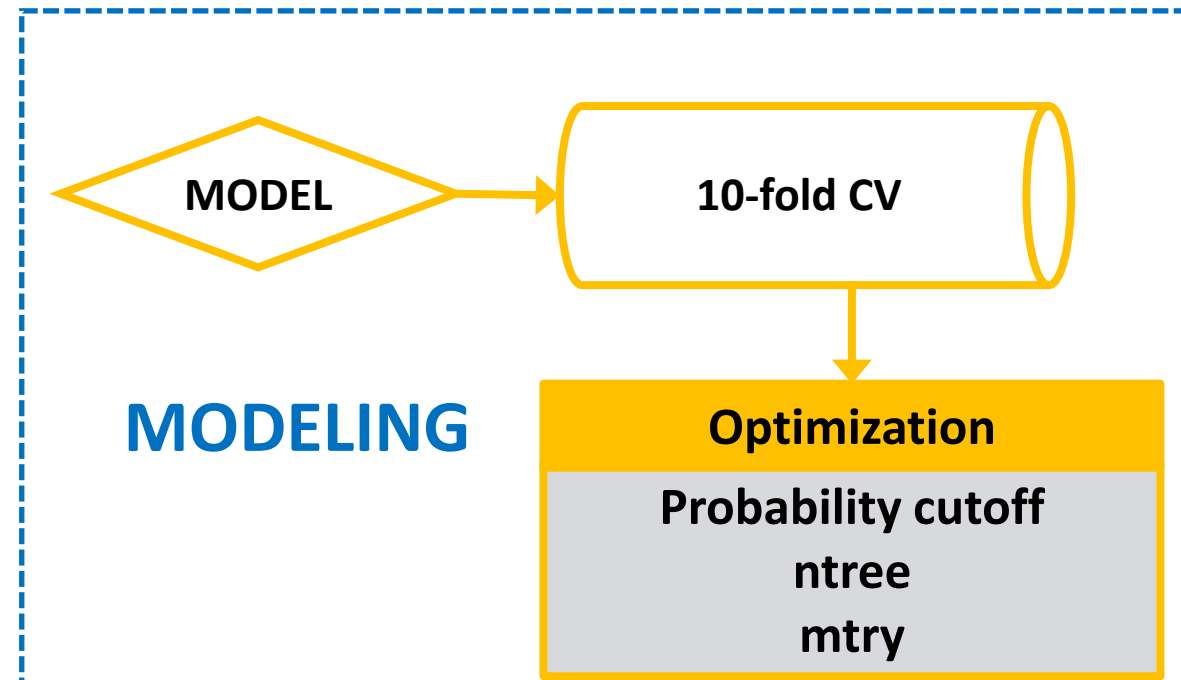 MODEL
10-fold CV
MODELING
Optimization
Probability cutoff
ntree
mtry